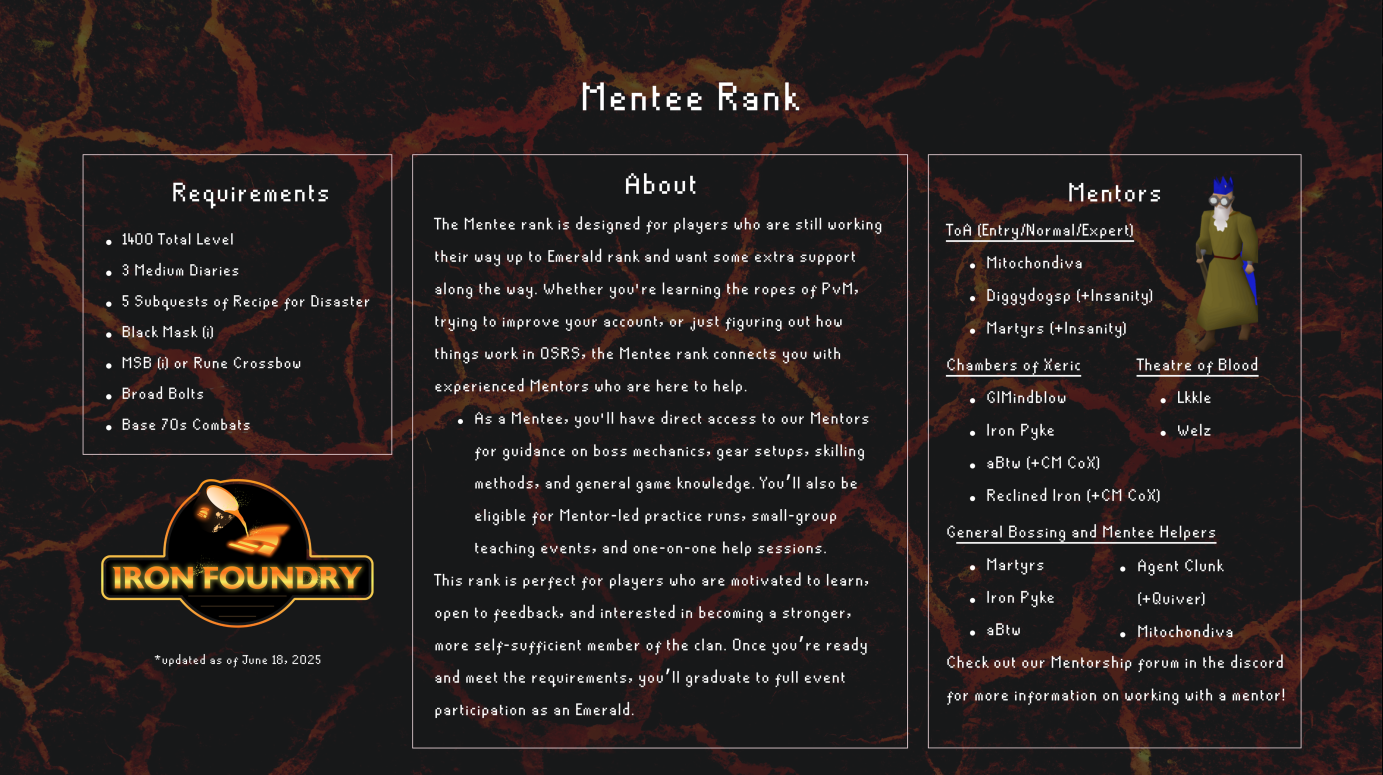 Mentee Rank
Requirements
• 1400 Total Level
• 3 Medium Diaries
• 5 Subquests of Recipe for Disaster
• Black Mask (i)
• MSB (i) or Rune Crossbow
• Broad Bolts
• Base 70s Combats
IRON FOUNDRY
*updated as of June 18, 2025
About
The Mentee rank is designed for players who are still working
their way up to Emerald rank and want some extra support
along the way. Whether you're learning the ropes of PvM,
trying to improve your account, or just figuring out how
things work in OSRS, the Mentee rank connects you with
experienced Mentors who are here to help.
• As a Mentee, you'll have direct access to our Mentors
for guidance on boss mechanics, gear setups, skilling
methods, and general game knowledge. You’ll also be
eligible for Mentor-led practice runs, small-group
teaching events, and one-on-one help sessions.
This rank is perfect for players who are motivated to learn,
open to feedback, and interested in becoming a stronger,
more self-sufficient member of the clan. Once you’re ready
and meet the requirements, you’ll graduate to full event
participation as an Emerald.
Mentors
ToA (Entry/Normal/Expert)
• Mitochondiva
• Diggydogsp (+Insanity)
• Martyrs (+Insanity)
Chambers of Xeric
• GIMindblow
• Iron Pyke
• aBtw (+CM CoX)
• Reclined Iron (+CM CoX)
Theatre of Blood
• Lkkle
• Welz
General Bossing and Mentee Helpers
• Martyrs
• Iron Pyke
• aBtw
• Agent Clunk
(+Quiver)
• Mitochondiva
Check out our Mentorship forum in the discord
for more information on working with a mentor!